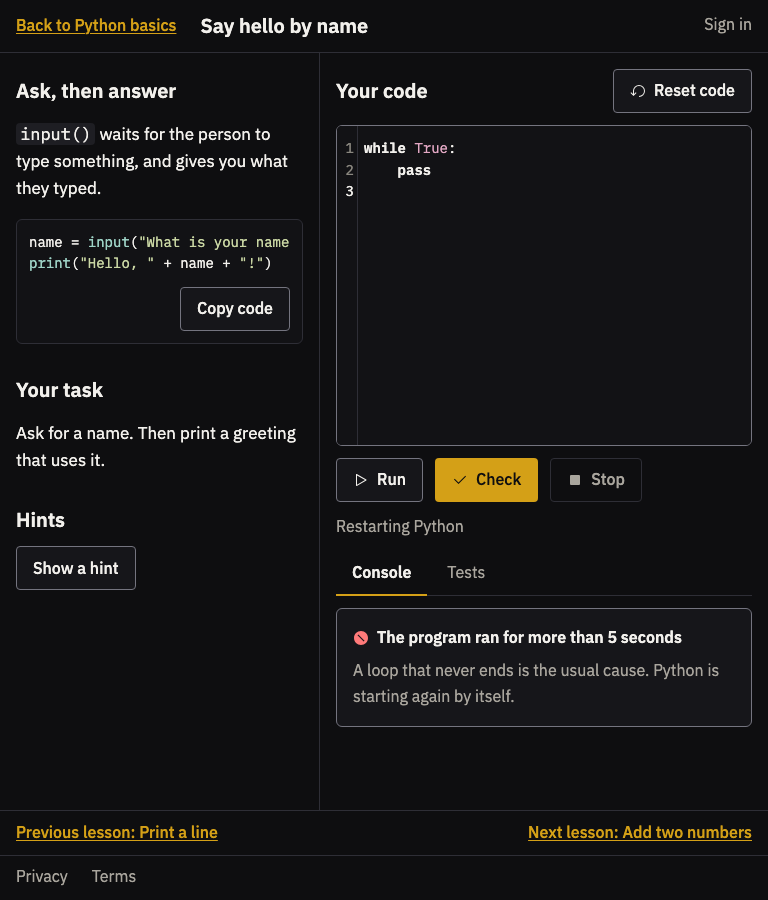 Back to Python basics
Say hello by name
Sign in
Ask, then answer
input() waits for the person to
type something, and gives you what
they typed.
name = input("What is your name
print("Hello, " + name + "!")
Copy code
Your task
Ask for a name. Then print a greeting
that uses it.
Hints
Show a hint
Your code
Reset code
1 while True:
2     pass
3
Run
Check
Stop
Restarting Python
Console
Tests
The program ran for more than 5 seconds
A loop that never ends is the usual cause. Python is
starting again by itself.
Previous lesson: Print a line
Next lesson: Add two numbers
Privacy
Terms